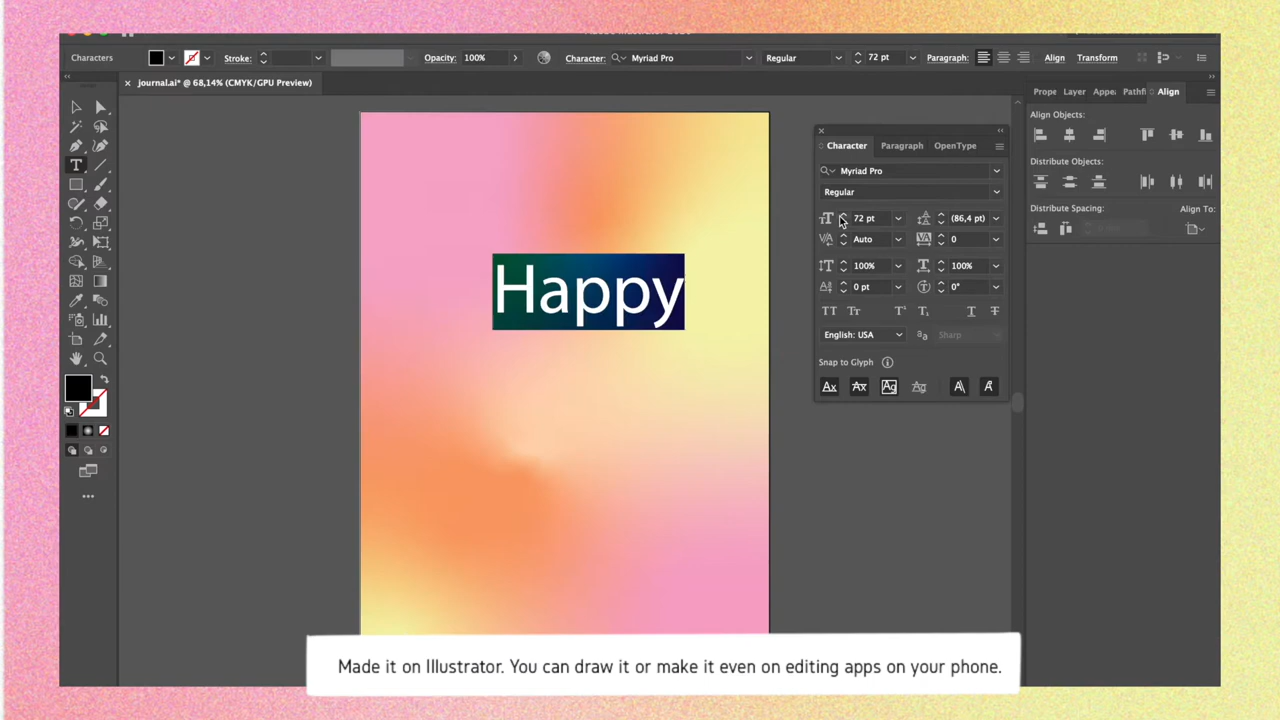 Characters
Stroke:
Opacity: 100%
Character: Myriad Pro
Regular
72 pt
Paragraph:
Align
Transform
journal.ai* @ 68,14% (CMYK/GPU Preview)
Prope
Layer
Appea
Pathfi
Align
Align Objects:
Distribute Objects:
Distribute Spacing:
Align To:
Character
Paragraph
OpenType
Myriad Pro
Regular
72 pt
(86,4 pt)
Auto
0
100%
100%
0 pt
0°
English: USA
Sharp
Snap to Glyph
Happy
Made it on Illustrator. You can draw it or make it even on editing apps on your phone.